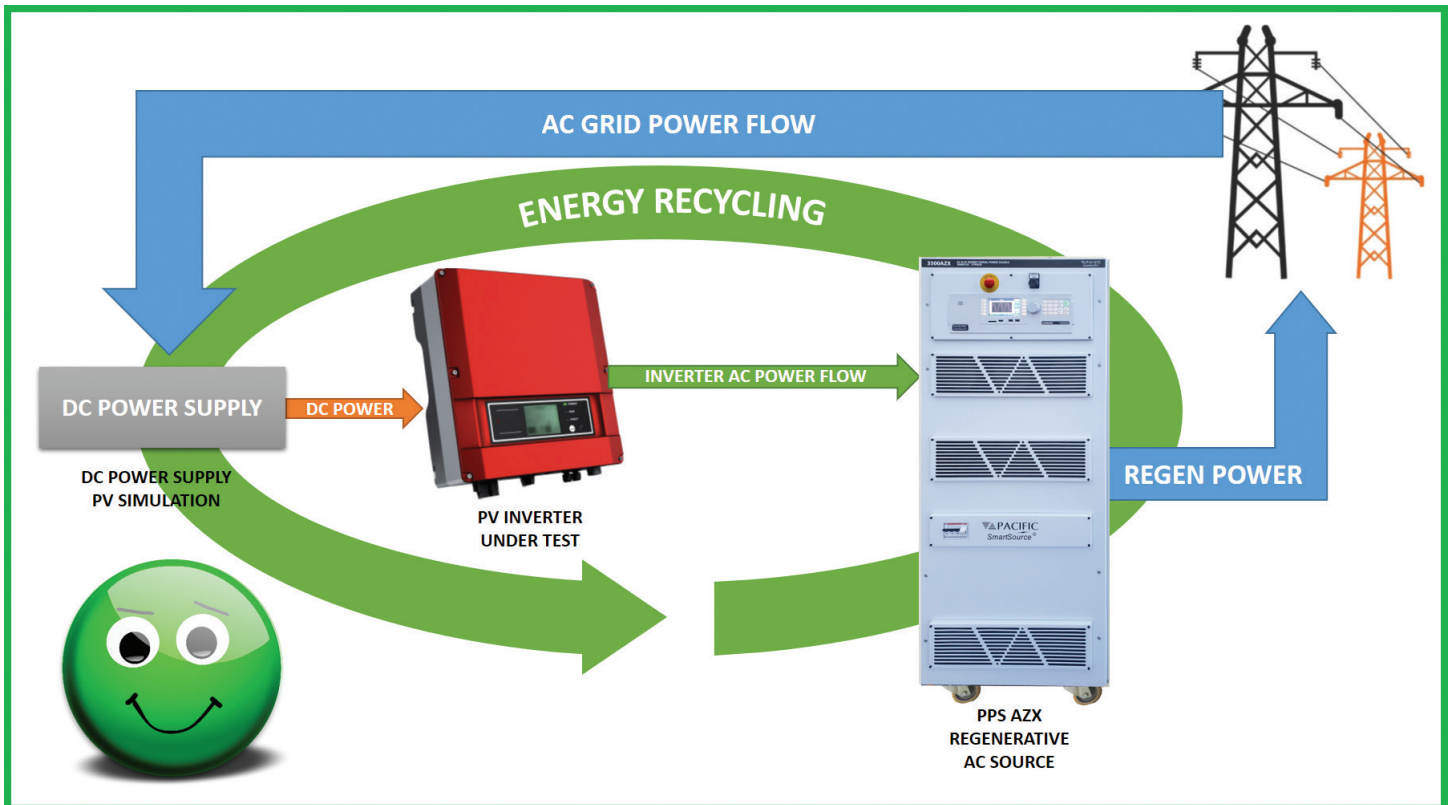 AC GRID POWER FLOW
ENERGY RECYCLING
3300AZX
DC POWER SUPPLY
DC POWER
INVERTER AC POWER FLOW
DC POWER SUPPLY
PV SIMULATION
PV INVERTER
UNDER TEST
REGEN POWER
PACIFIC
SmartSource
PPS AZX
REGENERATIVE
AC SOURCE